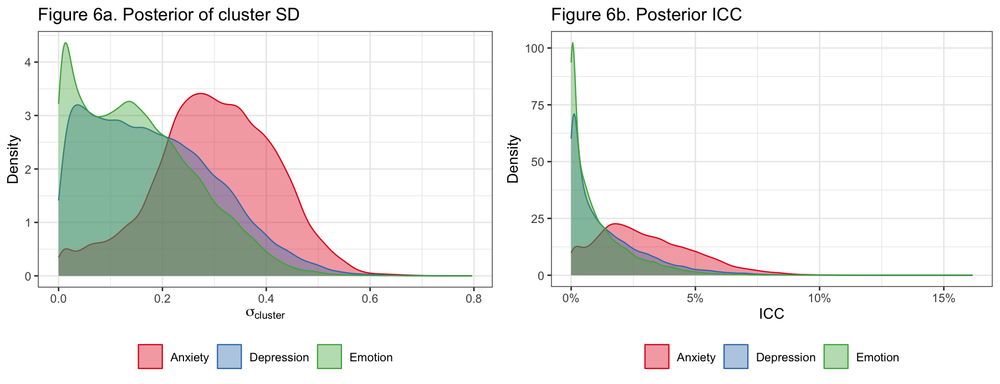 Figure 6a. Posterior of cluster SD
Density
4
3
2
1
0
0.0 0.2 0.4 0.6 0.8
σcluster
Anxiety Depression Emotion
Figure 6b. Posterior ICC
Density
100
75
50
25
0
0% 5% 10% 15%
ICC
Anxiety Depression Emotion